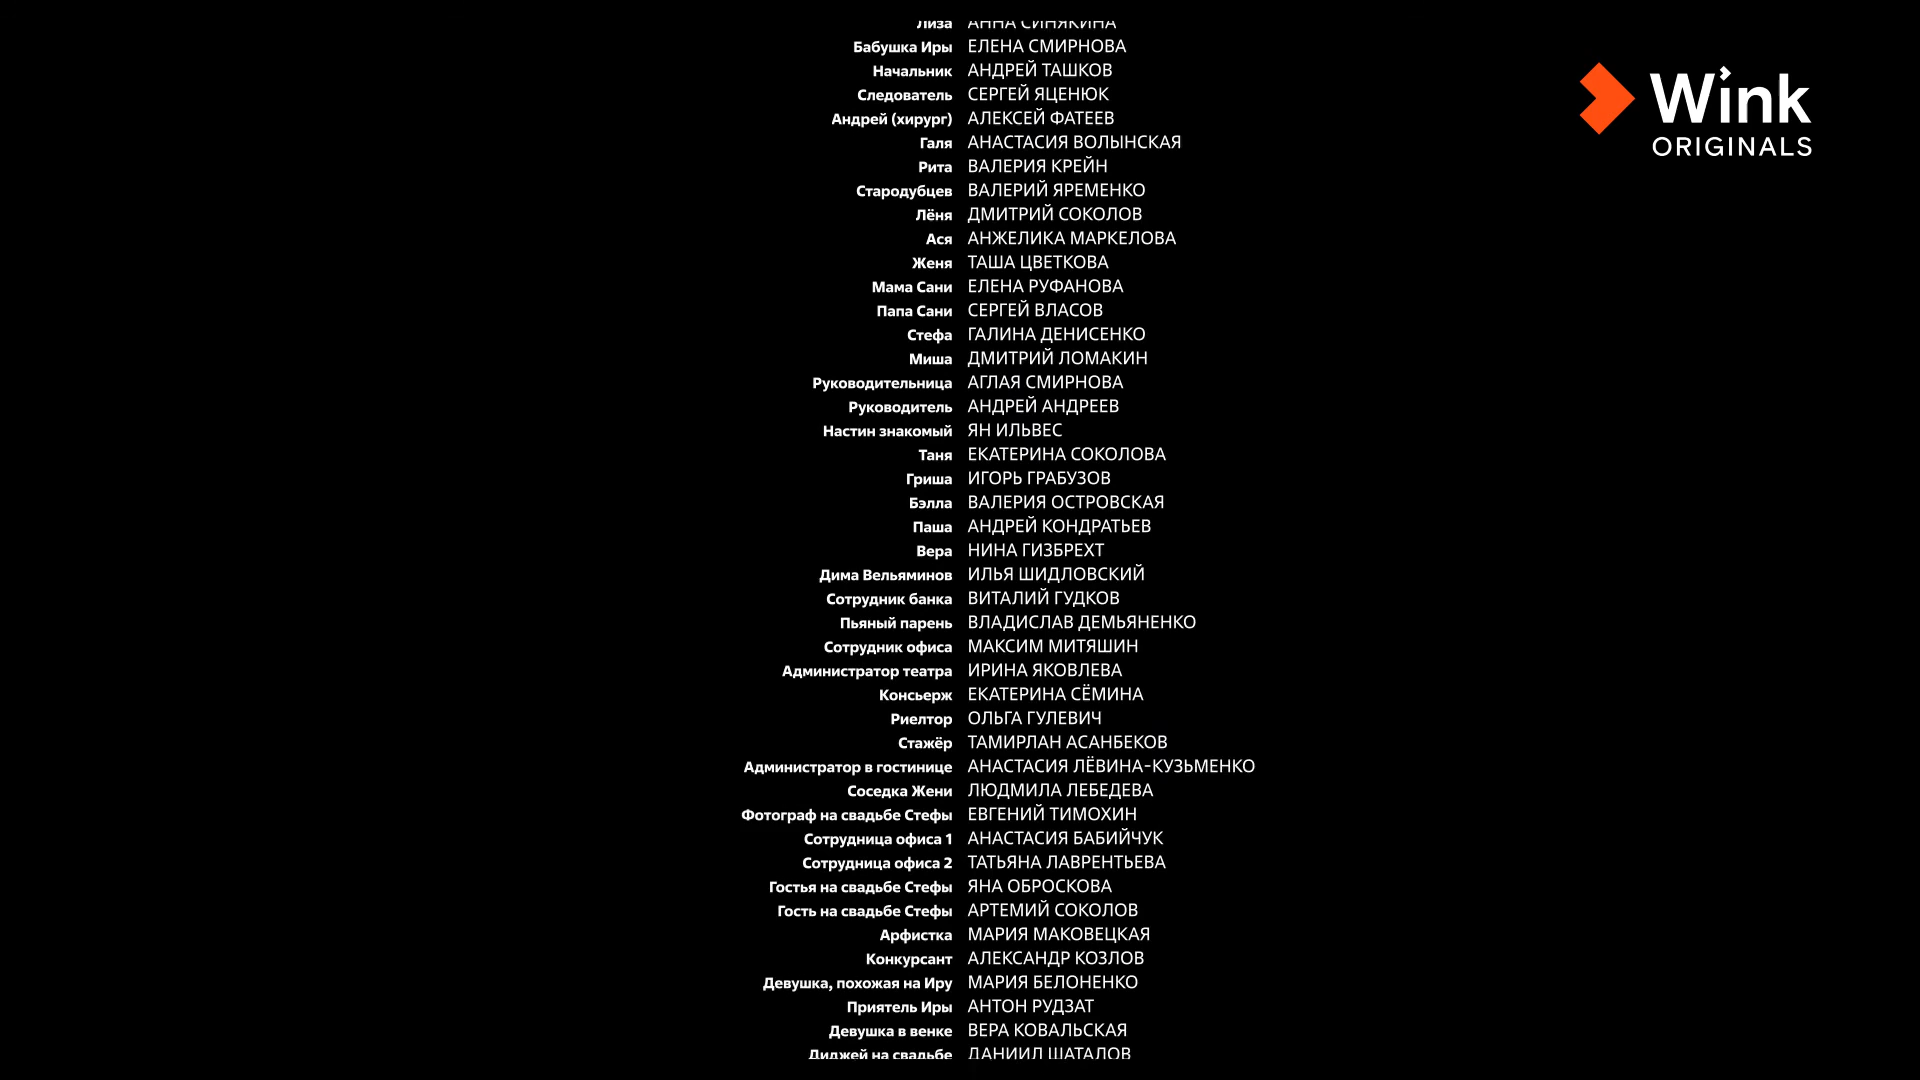 Лиза АННА СИНЯКИНА
Бабушка Иры ЕЛЕНА СМИРНОВА
Начальник АНДРЕЙ ТАШКОВ
Следователь СЕРГЕЙ ЯЦЕНЮК
Андрей (хирург) АЛЕКСЕЙ ФАТЕЕВ
Галя АНАСТАСИЯ ВОЛЫНСКАЯ
Рита ВАЛЕРИЯ КРЕЙН
Стародубцев ВАЛЕРИЙ ЯРЕМЕНКО
Лёня ДМИТРИЙ СОКОЛОВ
Ася АНЖЕЛИКА МАРКЕЛОВА
Женя ТАША ЦВЕТКОВА
Мама Сани ЕЛЕНА РУФАНОВА
Папа Сани СЕРГЕЙ ВЛАСОВ
Стефа ГАЛИНА ДЕНИСЕНКО
Миша ДМИТРИЙ ЛОМАКИН
Руководительница АГЛАЯ СМИРНОВА
Руководитель АНДРЕЙ АНДРЕЕВ
Настин знакомый ЯН ИЛЬВЕС
Таня ЕКАТЕРИНА СОКОЛОВА
Гриша ИГОРЬ ГРАБУЗОВ
Бэлла ВАЛЕРИЯ ОСТРОВСКАЯ
Паша АНДРЕЙ КОНДРАТЬЕВ
Вера НИНА ГИЗБРЕХТ
Дима Вельяминов ИЛЬЯ ШИДЛОВСКИЙ
Сотрудник банка ВИТАЛИЙ ГУДКОВ
Пьяный парень ВЛАДИСЛАВ ДЕМЬЯНЕНКО
Сотрудник офиса МАКСИМ МИТЯШИН
Администратор театра ИРИНА ЯКОВЛЕВА
Консьерж ЕКАТЕРИНА СЁМИНА
Риелтор ОЛЬГА ГУЛЕВИЧ
Стажёр ТАМИРЛАН АСАНБЕКОВ
Администратор в гостинице АНАСТАСИЯ ЛЁВИНА-КУЗЬМЕНКО
Соседка Жени ЛЮДМИЛА ЛЕБЕДЕВА
Фотограф на свадьбе Стефы ЕВГЕНИЙ ТИМОХИН
Сотрудница офиса 1 АНАСТАСИЯ БАБИЙЧУК
Сотрудница офиса 2 ТАТЬЯНА ЛАВРЕНТЬЕВА
Гостья на свадьбе Стефы ЯНА ОБРОСКОВА
Гость на свадьбе Стефы АРТЕМИЙ СОКОЛОВ
Арфистка МАРИЯ МАКОВЕЦКАЯ
Конкурсант АЛЕКСАНДР КОЗЛОВ
Девушка, похожая на Иру МАРИЯ БЕЛОНЕНКО
Приятель Иры АНТОН РУДЗАТ
Девушка в венке ВЕРА КОВАЛЬСКАЯ
Диджей на свадьбе ДАНИИЛ ШАТАЛОВ
Wink
ORIGINALS